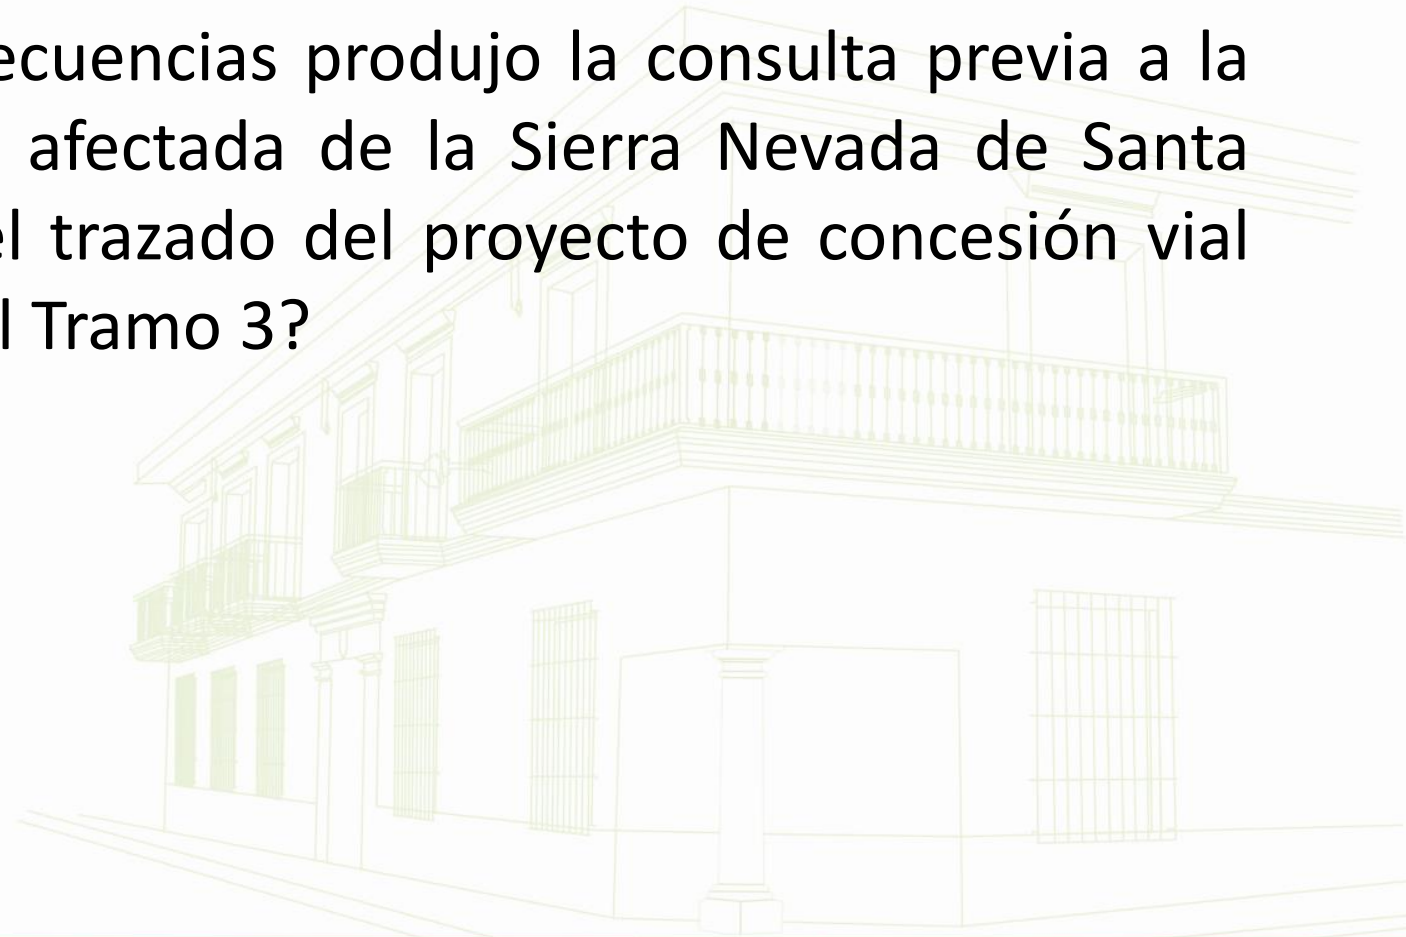 ecuencias produjo la consulta previa a la
afectada de la Sierra Nevada de Santa
el trazado del proyecto de concesión vial
l Tramo 3?